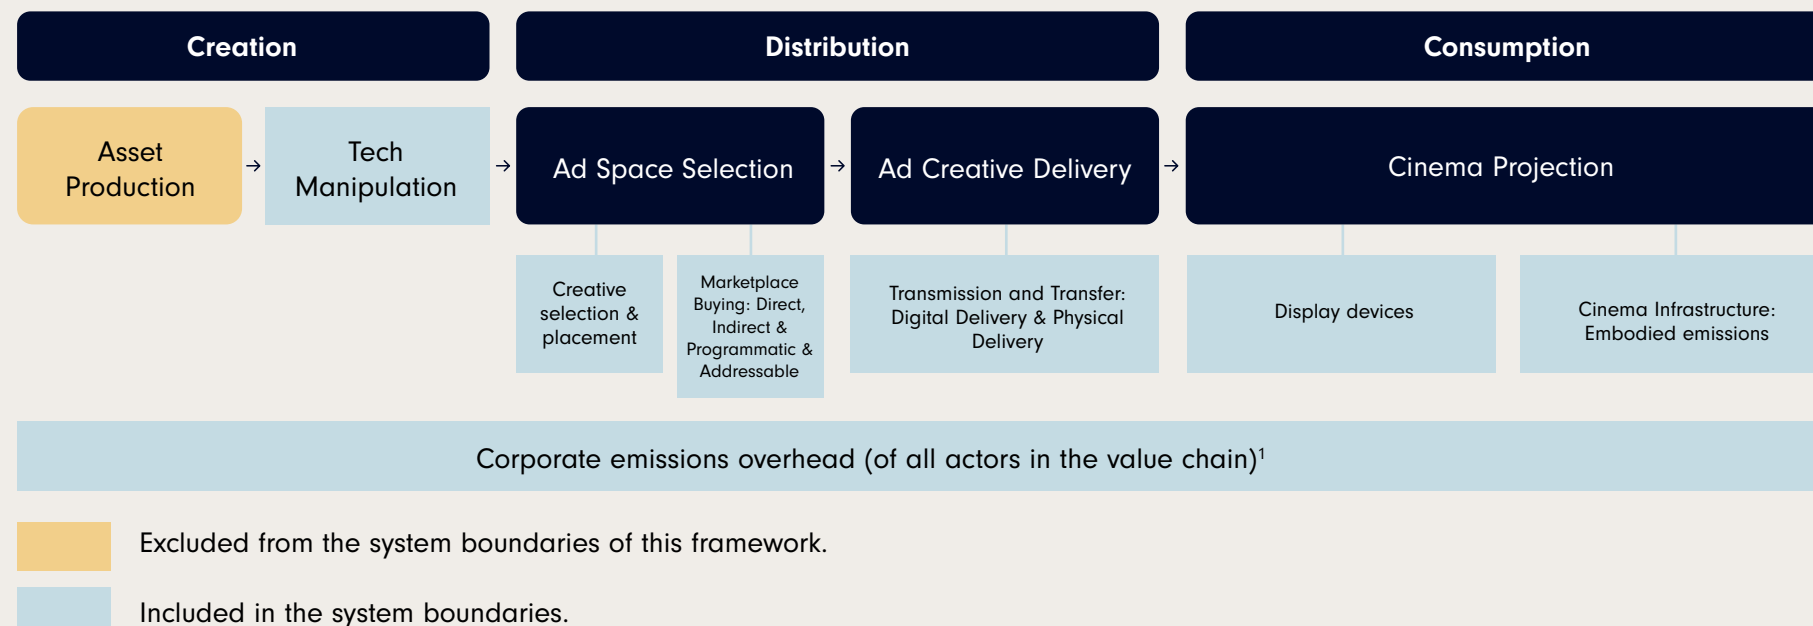 Creation
Distribution
Consumption
Asset
Production
Tech
Manipulation
Ad Space Selection
Ad Creative Delivery
Cinema Projection
Creative
selection &
placement
Marketplace
Buying: Direct,
Indirect &
Programmatic &
Addressable
Transmission and Transfer:
Digital Delivery & Physical
Delivery
Display devices
Cinema Infrastructure:
Embodied emissions
Corporate emissions overhead (of all actors in the value chain)¹
Excluded from the system boundaries of this framework.
Included in the system boundaries.